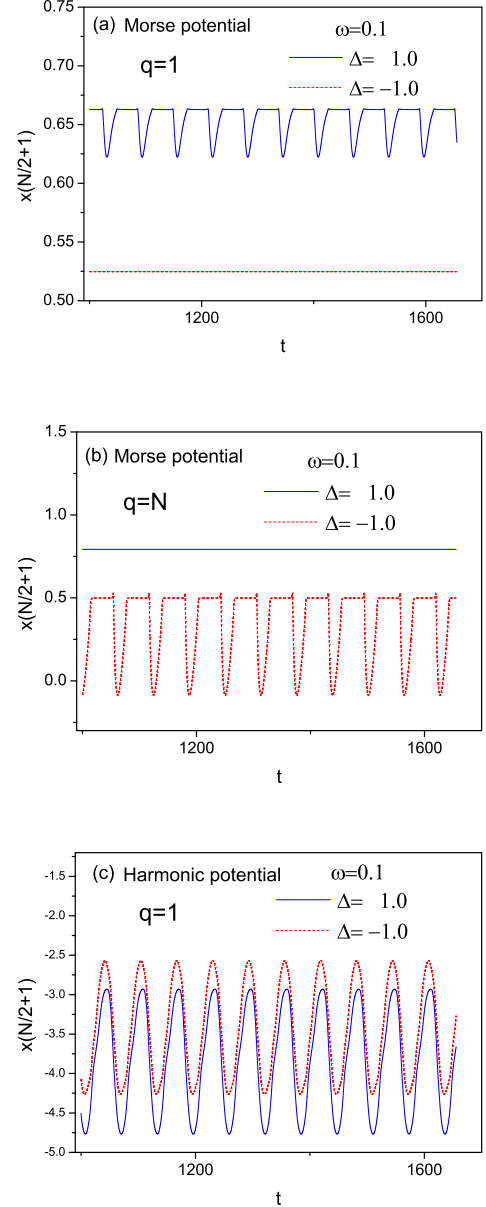 0.75
(a) Morse potential
ω=0.1
q=1
Δ= 1.0
Δ= −1.0
0.70
0.65
0.60
0.55
0.50
x(N/2+1)
1200 1600
t
1.5
(b) Morse potential
ω=0.1
Δ= 1.0
q=N
Δ= −1.0
1.0
0.5
0.0
x(N/2+1)
1200 1600
t
(c) Harmonic potential
ω=0.1
-1.5
Δ= 1.0
q=1
Δ= −1.0
-2.0
-2.5
-3.0
-3.5
-4.0
-4.5
-5.0
x(N/2+1)
1200 1600
t